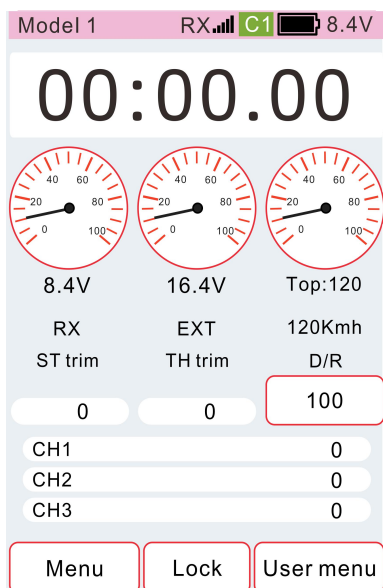 Model 1 RX C1 8.4V
00:00.00
40 60 40 60 40 60
20 80 20 80 20 80
0 100 0 100 0 100
8.4V 16.4V Top:120
RX EXT 120Kmh
ST trim TH trim D/R
0 0 100
CH1 0
CH2 0
CH3 0
Menu Lock User menu